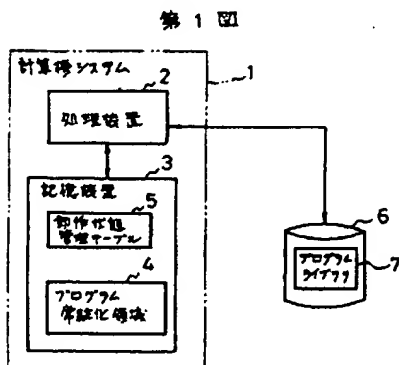 第1図
計算機システム
1
2
処理装置
3
記憶装置
5
動作状態
管理テーブル
4
プログラム
常駐化領域
6
プログラム
ライブラリ
7